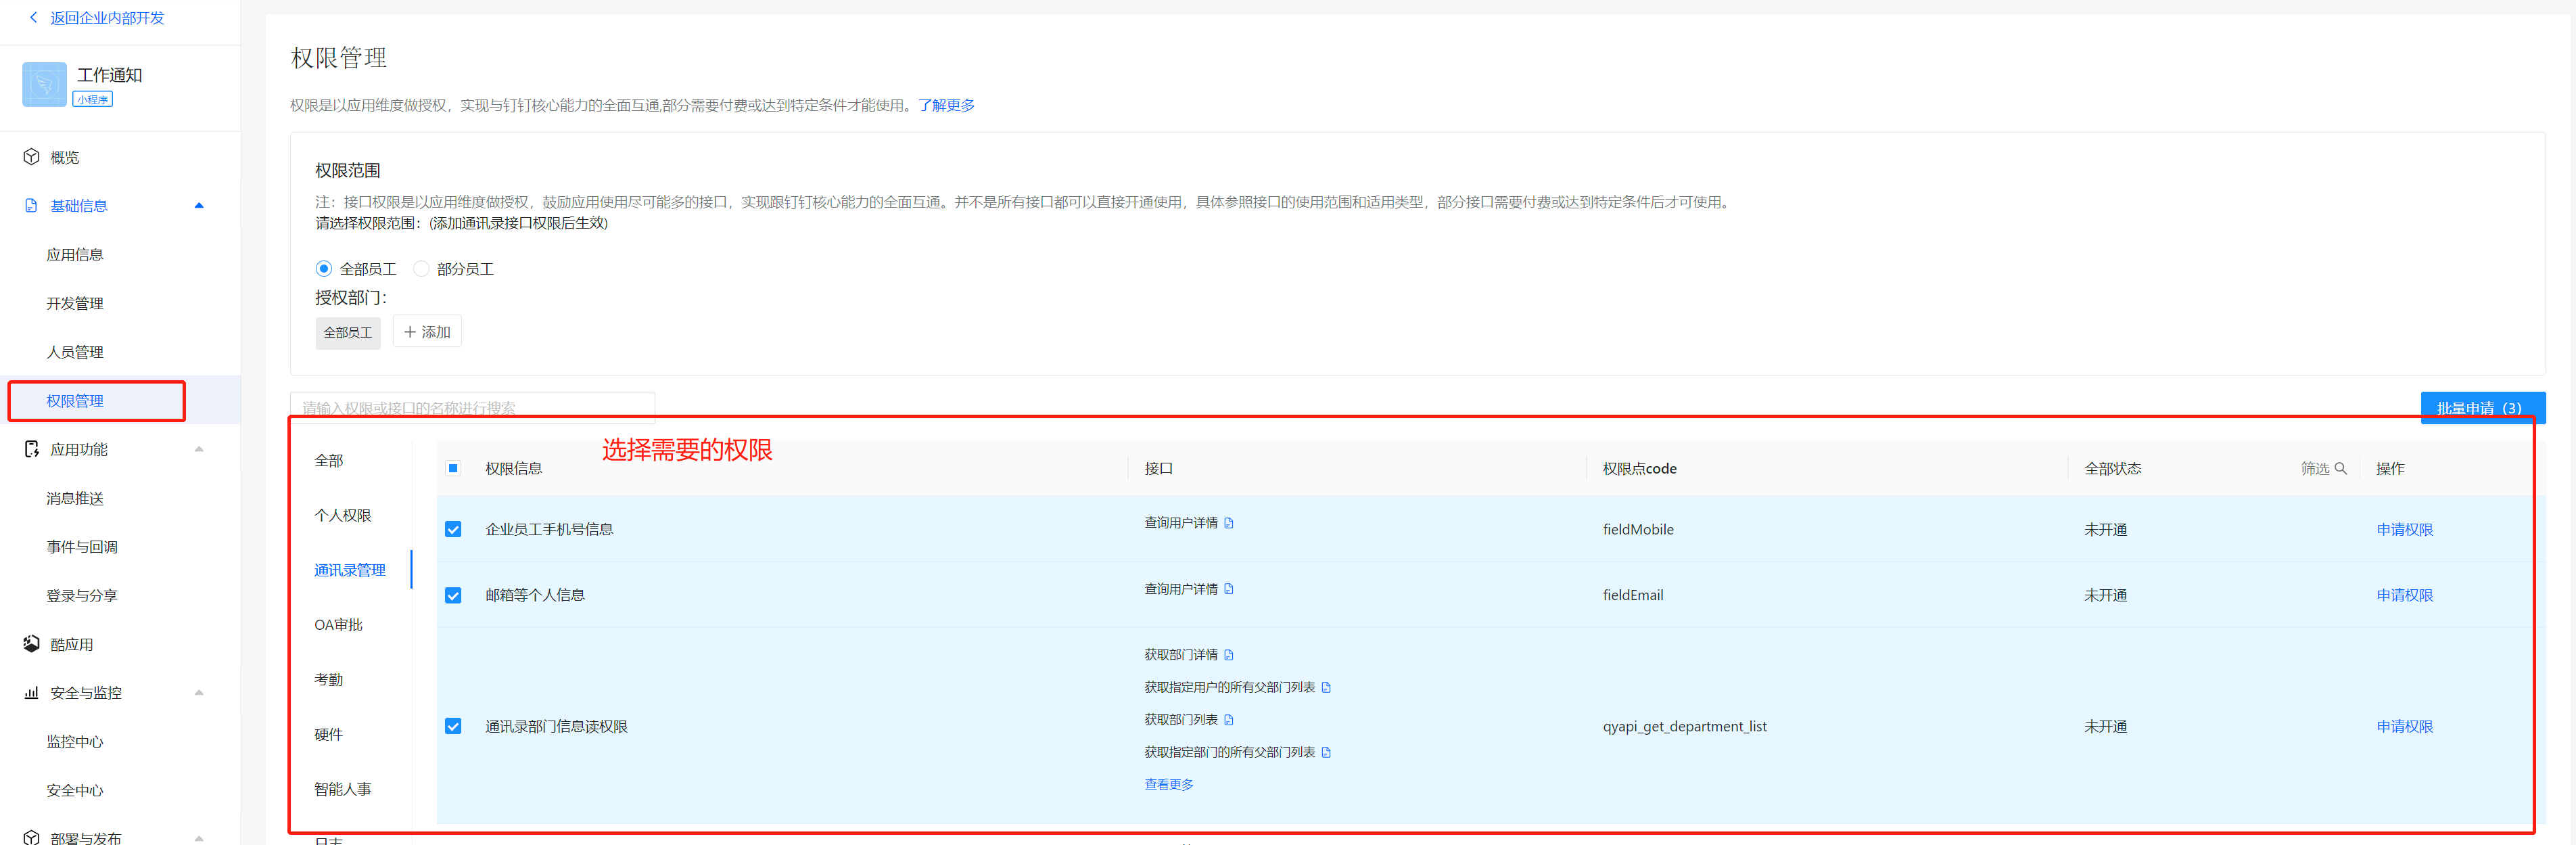 返回企业内部开发
工作通知
小程序
概览
基础信息
应用信息
开发管理
人员管理
权限管理
应用功能
消息推送
事件与回调
登录与分享
酷应用
安全与监控
监控中心
安全中心
部署与发布
权限管理
权限是以应用维度做授权，实现与钉钉核心能力的全面互通,部分需要付费或达到特定条件才能使用。了解更多
权限范围
注：接口权限是以应用维度做授权，鼓励应用使用尽可能多的接口，实现跟钉钉核心能力的全面互通。并不是所有接口都可以直接开通使用，具体参照接口的使用范围和适用类型，部分接口需要付费或达到特定条件后才可使用。
请选择权限范围：(添加通讯录接口权限后生效)
全部员工 部分员工
授权部门：
全部员工 添加
请输入权限或接口的名称进行搜索
批量申请（3）
选择需要的权限
全部
个人权限
通讯录管理
OA审批
考勤
硬件
智能人事
日志
权限信息 接口 权限点code 全部状态 筛选 操作
企业员工手机号信息 查询用户详情 fieldMobile 未开通 申请权限
邮箱等个人信息 查询用户详情 fieldEmail 未开通 申请权限
获取部门详情
获取指定用户的所有父部门列表
获取部门列表
通讯录部门信息读权限 qyapi_get_department_list 未开通 申请权限
获取指定部门的所有父部门列表
查看更多